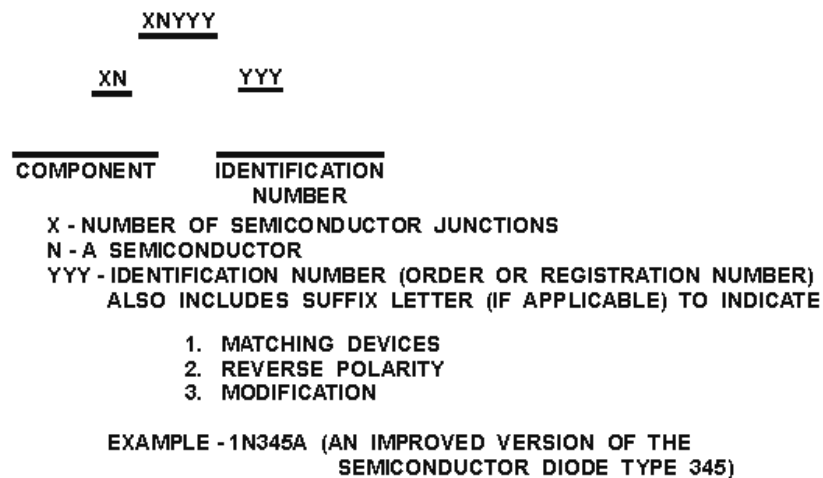 XNYYY
XN YYY
COMPONENT IDENTIFICATION
NUMBER
X - NUMBER OF SEMICONDUCTOR JUNCTIONS
N - A SEMICONDUCTOR
YYY - IDENTIFICATION NUMBER (ORDER OR REGISTRATION NUMBER)
ALSO INCLUDES SUFFIX LETTER (IF APPLICABLE) TO INDICATE
1. MATCHING DEVICES
2. REVERSE POLARITY
3. MODIFICATION
EXAMPLE - 1N345A (AN IMPROVED VERSION OF THE
SEMICONDUCTOR DIODE TYPE 345)